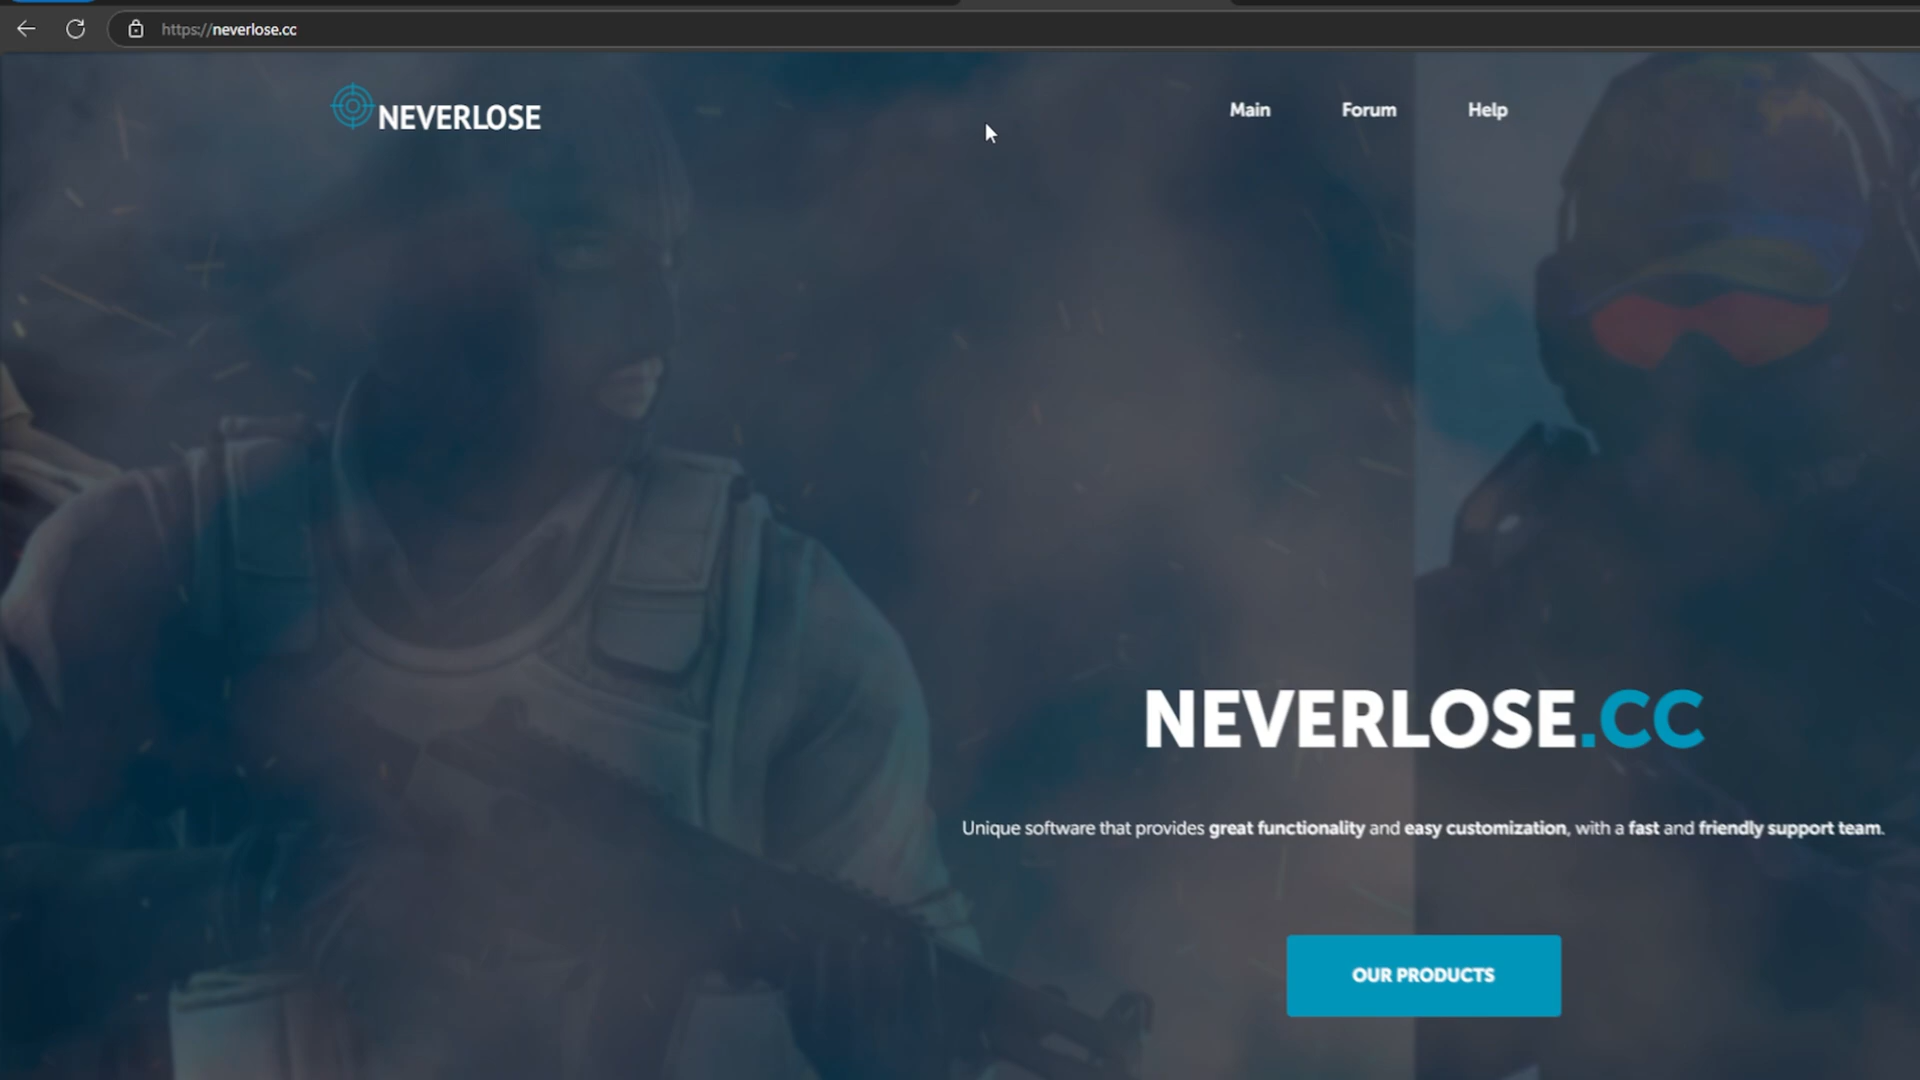 https://neverlose.cc
NEVERLOSE
Main
Forum
Help
NEVERLOSE.CC
Unique software that provides great functionality and easy customization, with a fast and friendly support team.
OUR PRODUCTS